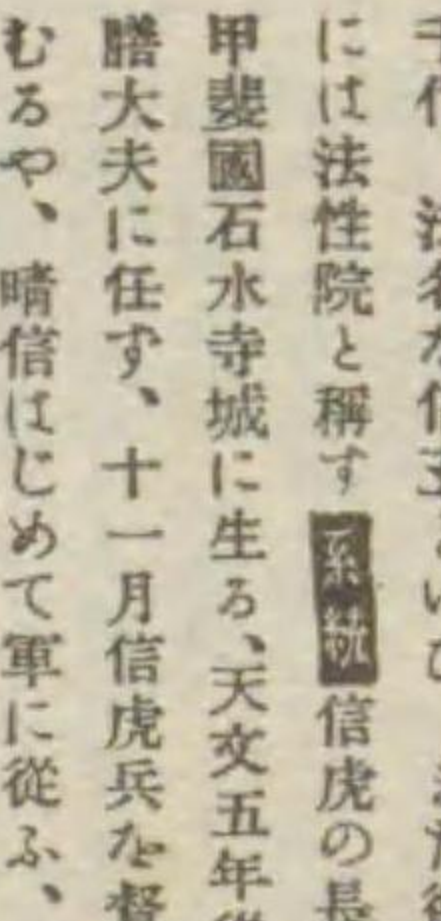 には法性院と稱す系統信虎の長
甲斐國石水寺城に生る、天文五年
膳大夫に任ず、十一月信虎兵を督
むるや、晴信はじめて軍に從ふ、